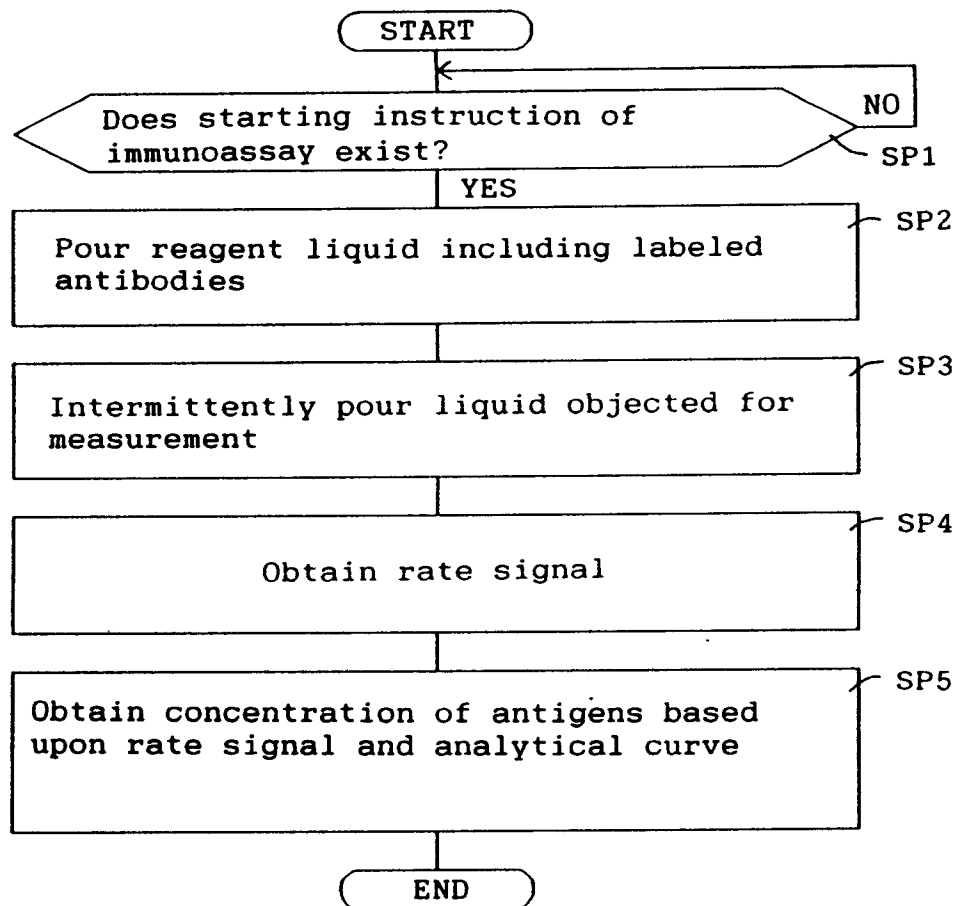 START
Does starting instruction of
immunoassay exist?
NO
SP1
YES
SP2
Pour reagent liquid including labeled
antibodies
SP3
Intermittently pour liquid objected for
measurement
SP4
Obtain rate signal
SP5
Obtain concentration of antigens based
upon rate signal and analytical curve
END